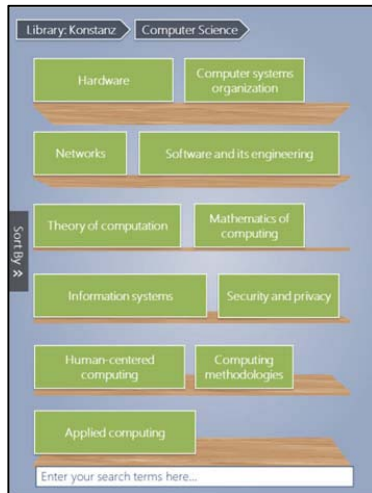 Library: Konstanz
Computer Science
Hardware
Computer systems
organization
Networks
Software and its engineering
Theory of computation
Mathematics of
computing
Sort By
Information systems
Security and privacy
Human-centered
computing
Computing
methodologies
Applied computing
Enter your search terms here...